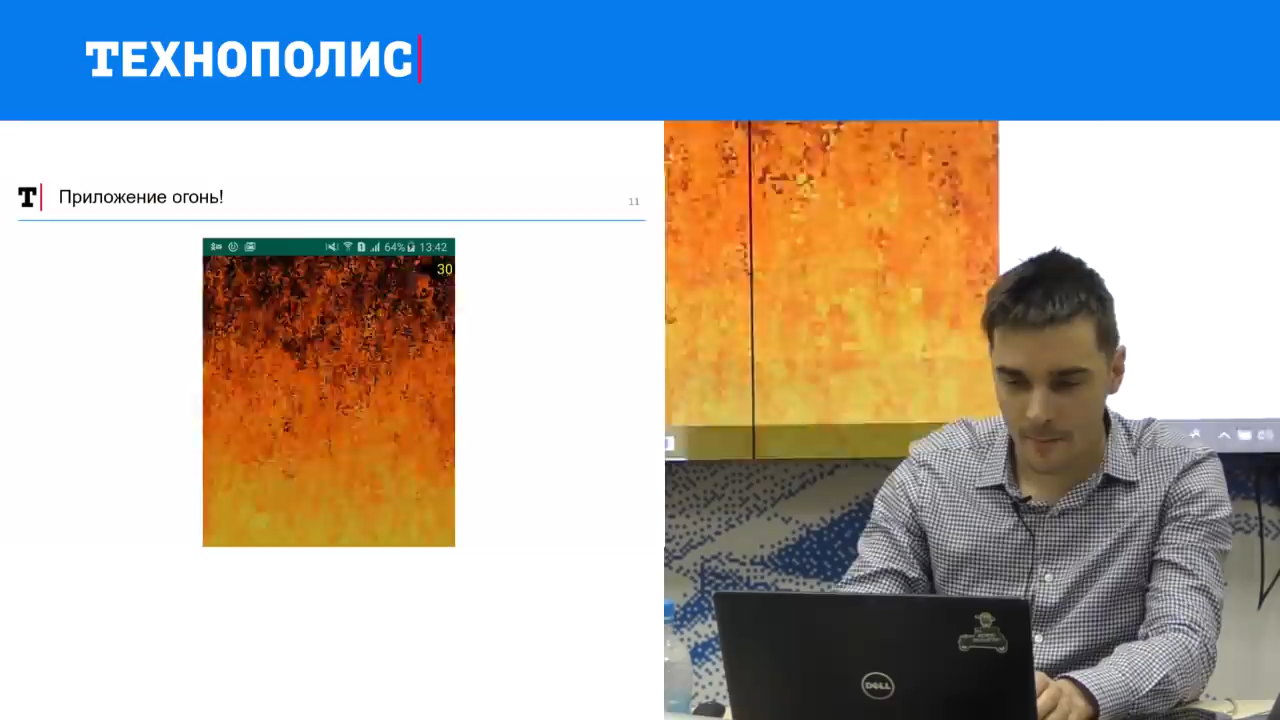 ТЕХНОПОЛИС
Т
Приложение огонь!
11
64%
13:42
30
DELL